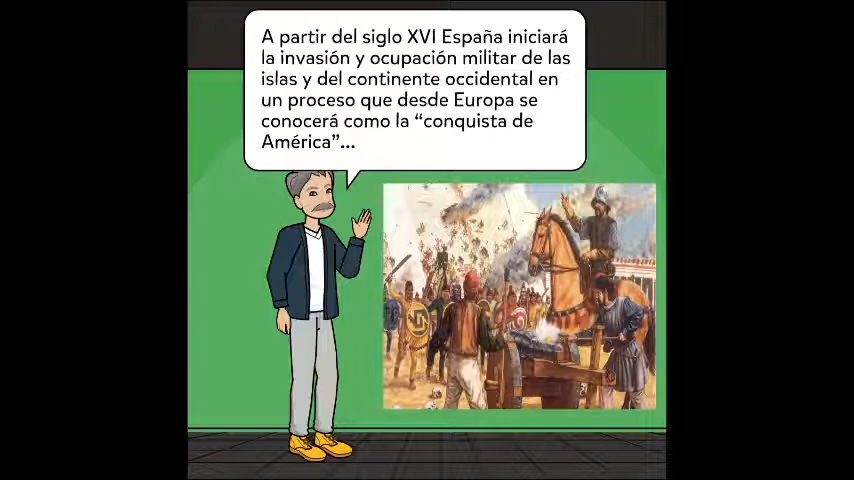 A partir del siglo XVI España iniciará
la invasión y ocupación militar de las
islas y del continente occidental en
un proceso que desde Europa se
conocerá como la “conquista de
América”...